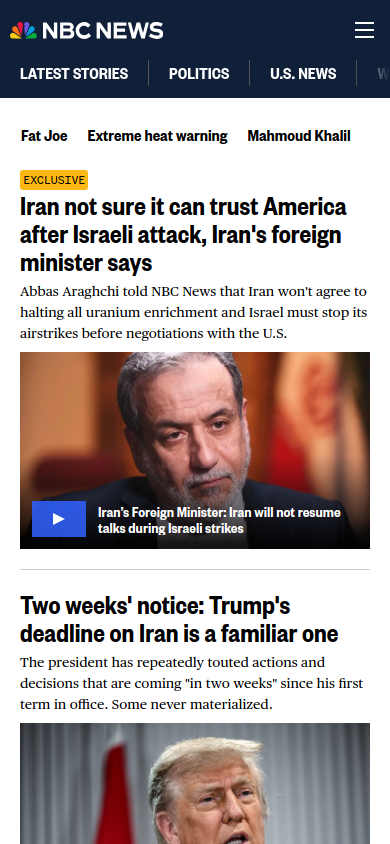 NBC NEWS
LATEST STORIES
POLITICS
U.S. NEWS
Fat Joe
Extreme heat warning
Mahmoud Khalil
EXCLUSIVE
Iran not sure it can trust America
after Israeli attack, Iran's foreign
minister says
Abbas Araghchi told NBC News that Iran won't agree to
halting all uranium enrichment and Israel must stop its
airstrikes before negotiations with the U.S.
Iran's Foreign Minister: Iran will not resume
talks during Israeli strikes
Two weeks' notice: Trump's
deadline on Iran is a familiar one
The president has repeatedly touted actions and
decisions that are coming "in two weeks" since his first
term in office. Some never materialized.